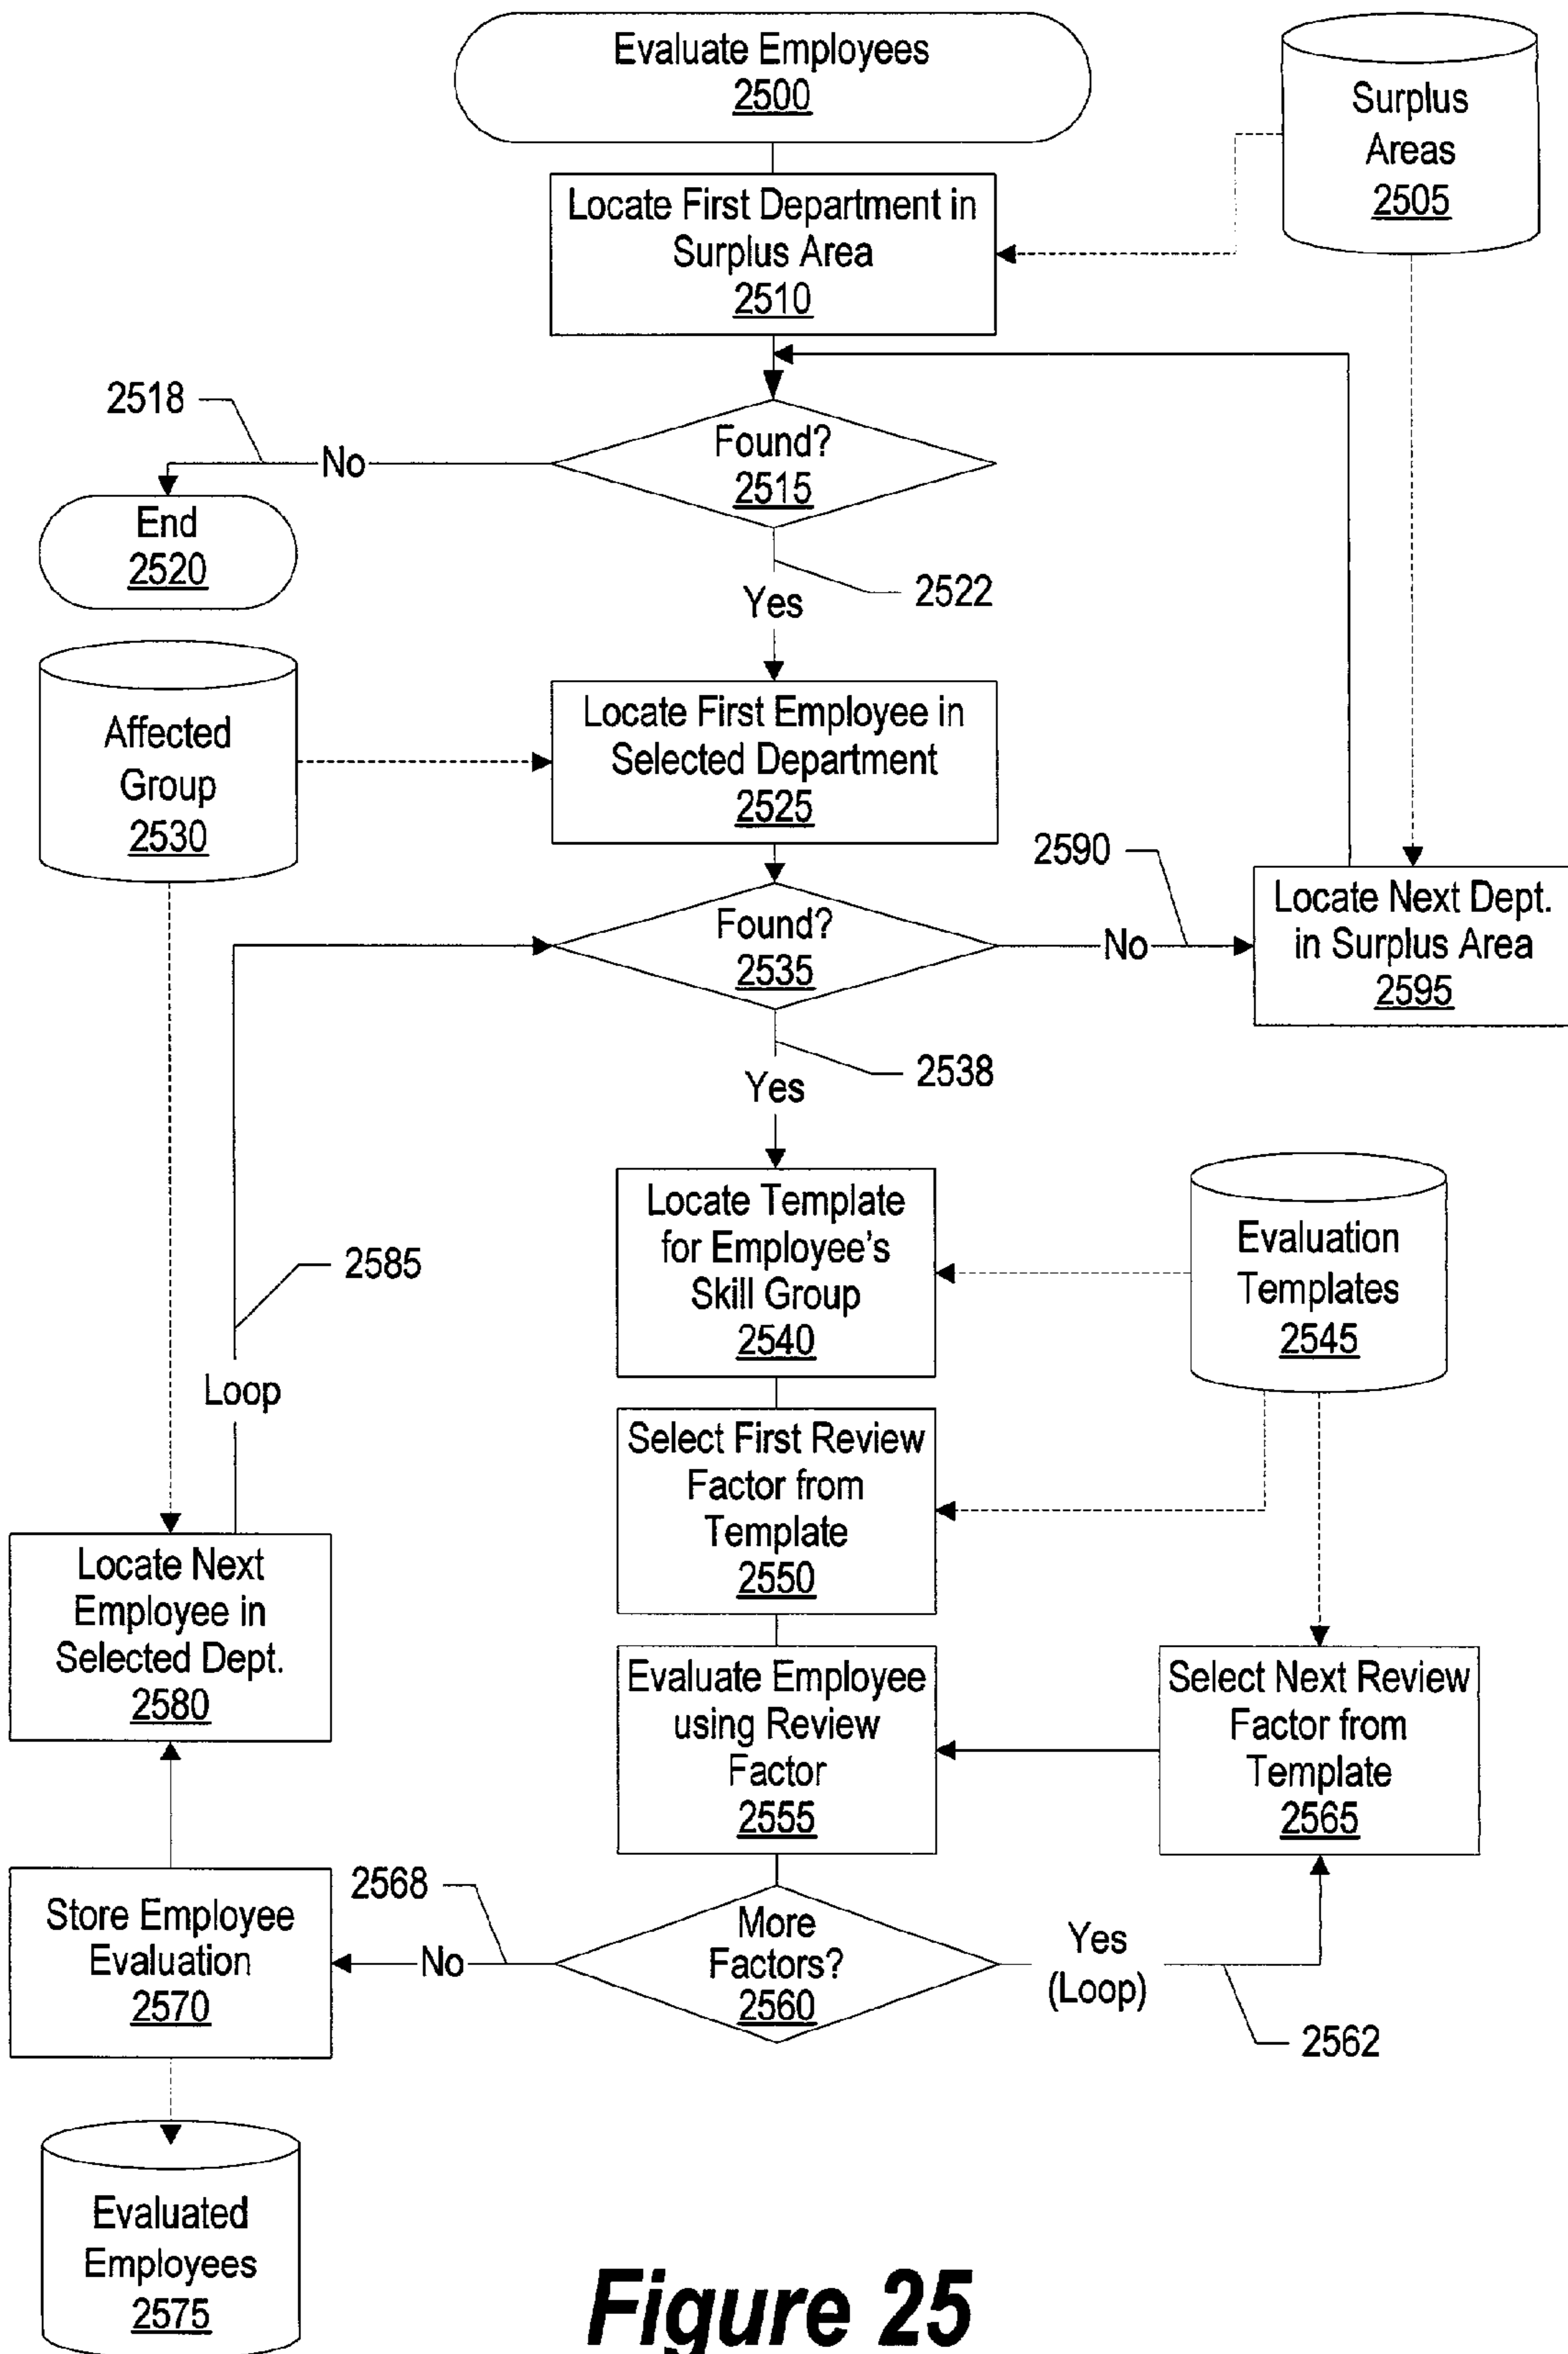 Evaluate Employees
2500
Surplus
Areas
2505
Locate First Department in
Surplus Area
2510
2518
No
Found?
2515
End
2520
2522
Yes
Affected
Group
2530
Locate First Employee in
Selected Department
2525
2590
Found?
2535
No
Locate Next Dept.
in Surplus Area
2595
2538
Yes
Locate Template
for Employee's
Skill Group
2540
Evaluation
Templates
2545
2585
Loop
Select First Review
Factor from
Template
2550
Locate Next
Employee in
Selected Dept.
2580
Evaluate Employee
using Review
Factor
2555
Select Next Review
Factor from
Template
2565
2568
Store Employee
Evaluation
2570
No
More
Factors?
2560
Yes
(Loop)
2562
Evaluated
Employees
2575
Figure 25